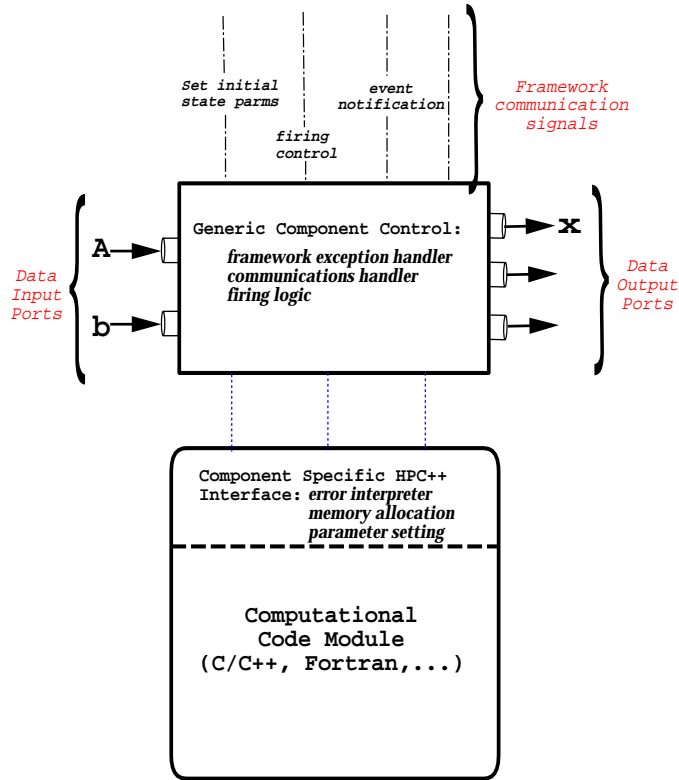 Set initial
state parms
firing
control
event
notification
Framework
communication
signals
Generic Component Control:
framework exception handler
communications handler
firing logic
A
b
Data
Input
Ports
x
Data
Output
Ports
Component Specific HPC++
Interface: error interpreter
memory allocation
parameter setting
Computational
Code Module
(C/C++, Fortran,...)